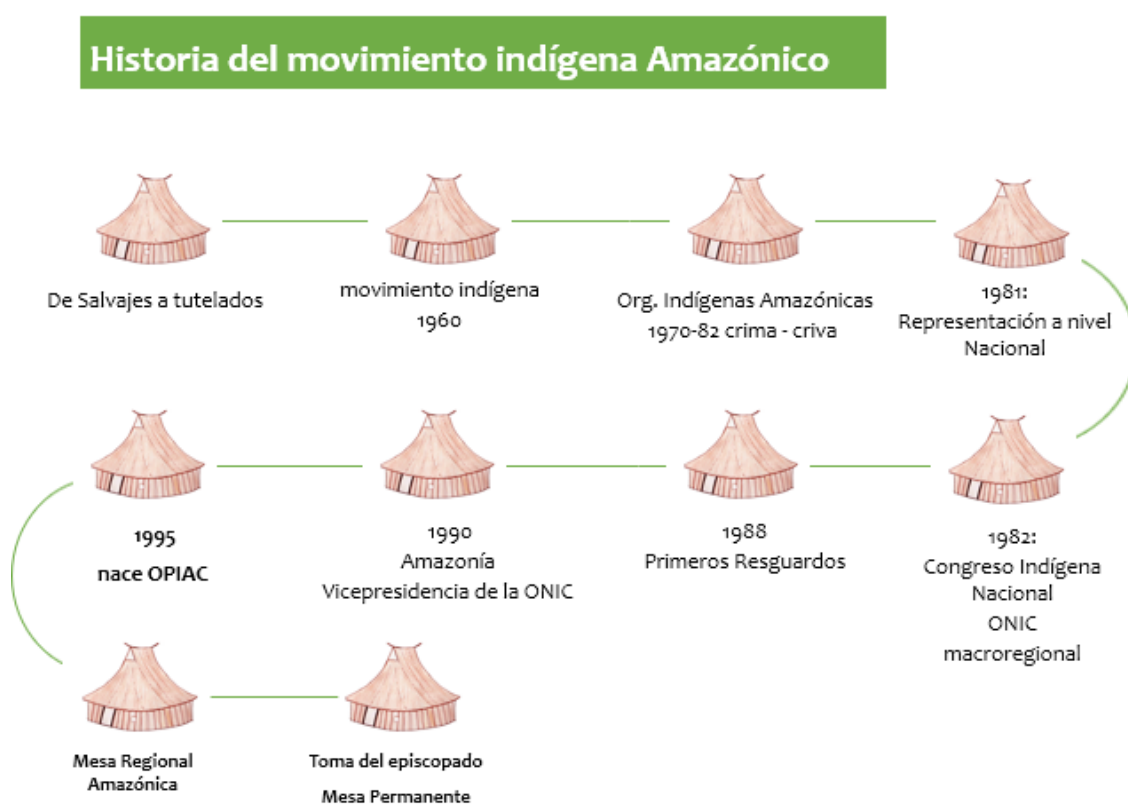 Historia del movimiento indígena Amazónico
De Salvajes a tutelados
movimiento indígena
1960
Org. Indígenas Amazónicas
1970-82 crima - criva
1981:
Representación a nivel
Nacional
1982:
Congreso Indígena
Nacional
ONIC
macroregional
1988
Primeros Resguardos
1990
Amazonía
Vicepresidencia de la ONIC
1995
nace OPIAC
Mesa Regional
Amazónica
Toma del episcopado
Mesa Permanente